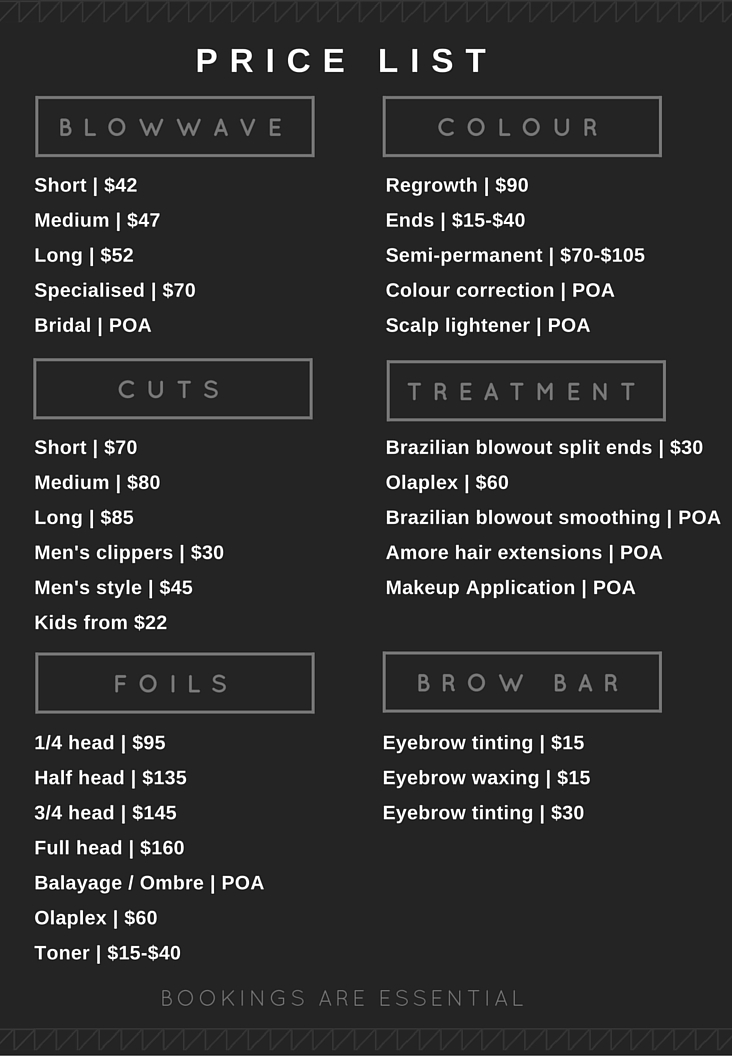 PRICE LIST
BLOWWAVE
Short | $42
Medium | $47
Long | $52
Specialised | $70
Bridal | POA
COLOUR
Regrowth | $90
Ends | $15-$40
Semi-permanent | $70-$105
Colour correction | POA
Scalp lightener | POA
CUTS
Short | $70
Medium | $80
Long | $85
Men's clippers | $30
Men's style | $45
Kids from $22
TREATMENT
Brazilian blowout split ends | $30
Olaplex | $60
Brazilian blowout smoothing | POA
Amore hair extensions | POA
Makeup Application | POA
FOILS
1/4 head | $95
Half head | $135
3/4 head | $145
Full head | $160
Balayage / Ombre | POA
Olaplex | $60
Toner | $15-$40
BROW BAR
Eyebrow tinting | $15
Eyebrow waxing | $15
Eyebrow tinting | $30
BOOKINGS ARE ESSENTIAL